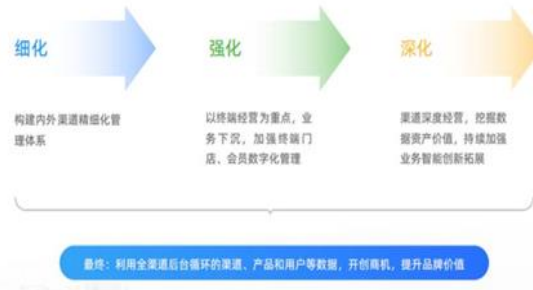 细化
强化
深化
构建内外渠道精细化管
理体系
以终端经营为重点，业
务下沉，加强终端门
店、会员数字化管理
渠道深度经营，挖掘数
据资产价值，持续加强
业务智能创新拓展
最终：利用全渠道后台循环的渠道、产品和用户等数据，开创商机，提升品牌价值